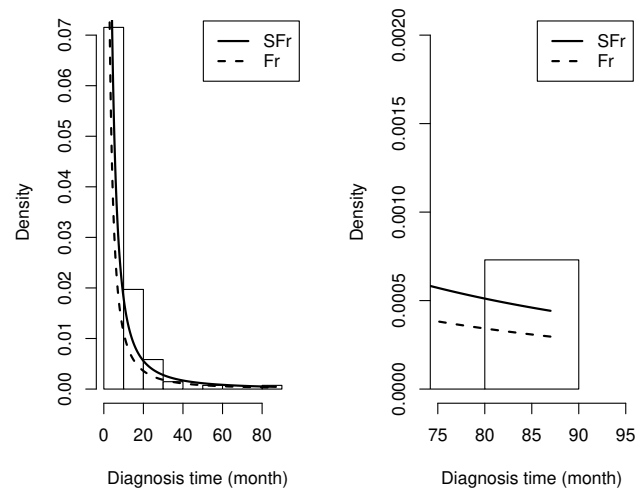 SFr
Fr
0.07
0.06
0.05
0.04
0.03
0.02
0.01
0.00
Density
0 20 40 60 80
Diagnosis time (month)
SFr
Fr
0.0020
0.0015
0.0010
0.0005
0.0000
Density
75 80 85 90 95
Diagnosis time (month)